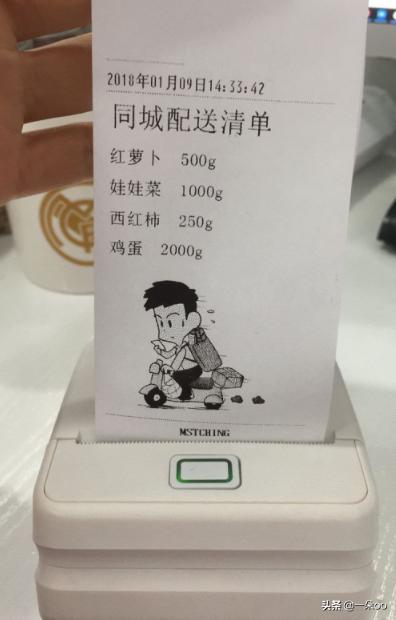 2018年01月09日14:33:42
同城配送清单
红萝卜 500g
娃娃菜 1000g
西红柿 250g
鸡蛋 2000g
MSTCHING
头条 @一朵oo